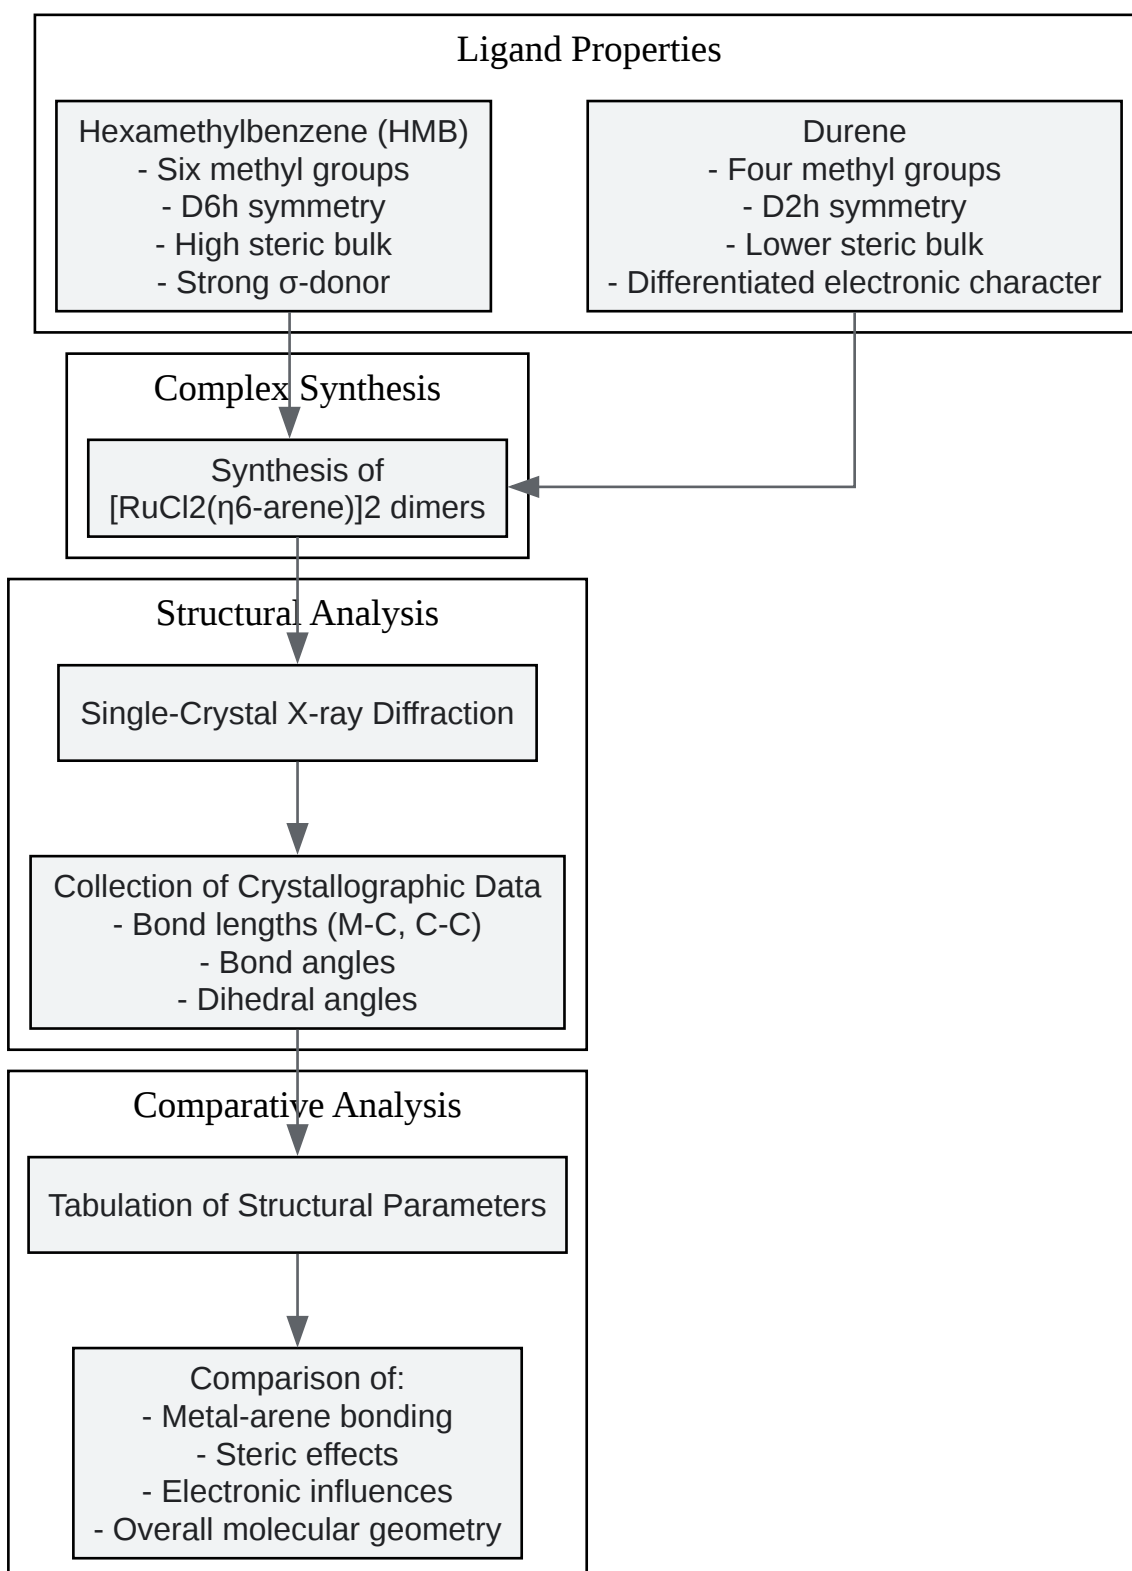 Ligand Properties
Hexamethylbenzene (HMB)
- Six methyl groups
- D6h symmetry
- High steric bulk
- Strong σ-donor
Durene
- Four methyl groups
- D2h symmetry
- Lower steric bulk
- Differentiated electronic character
Complex Synthesis
Synthesis of
[RuCl2(η6-arene)]2 dimers
Structural Analysis
Single-Crystal X-ray Diffraction
Collection of Crystallographic Data
- Bond lengths (M-C, C-C)
- Bond angles
- Dihedral angles
Comparative Analysis
Tabulation of Structural Parameters
Comparison of:
- Metal-arene bonding
- Steric effects
- Electronic influences
- Overall molecular geometry